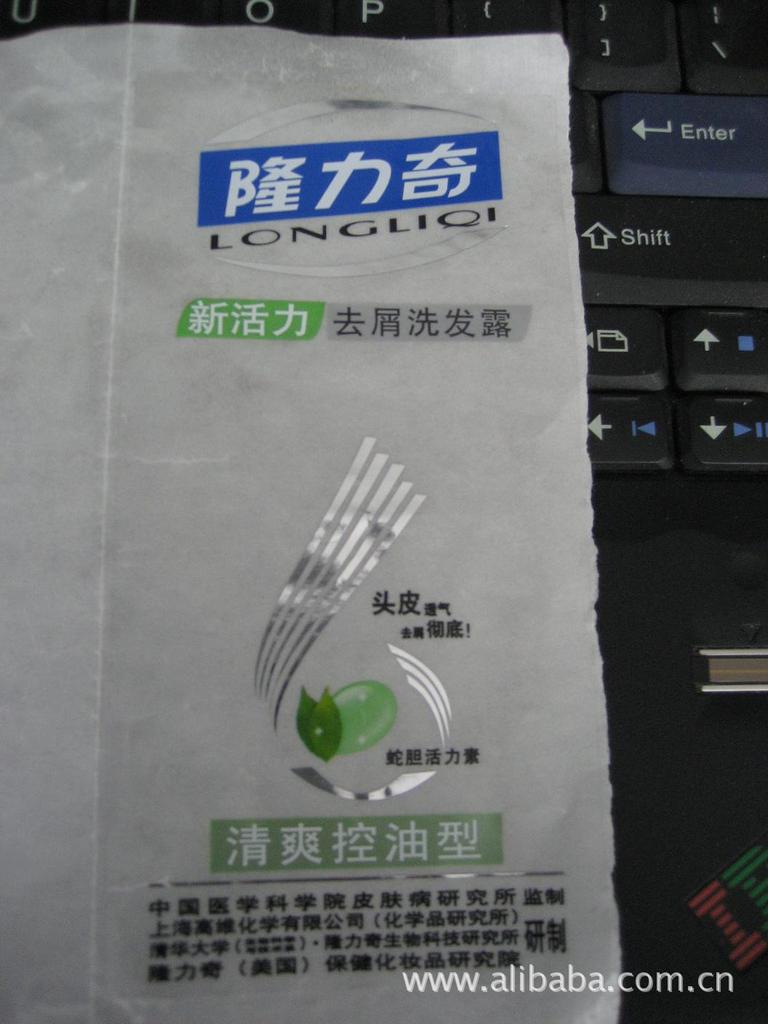 U I O P { }
] | \
Enter
Shift
隆力奇
LONGLIQI
新活力 去屑洗发露
头皮透气
去屑彻底!
蛇胆活力素
清爽控油型
中国医学科学院皮肤病研究所 监制
上海高维化学有限公司(化学品研究所)
清华大学( )·隆力奇生物科技研究所 研制
隆力奇(美国)保健化妆品研究院
www.alibaba.com.cn